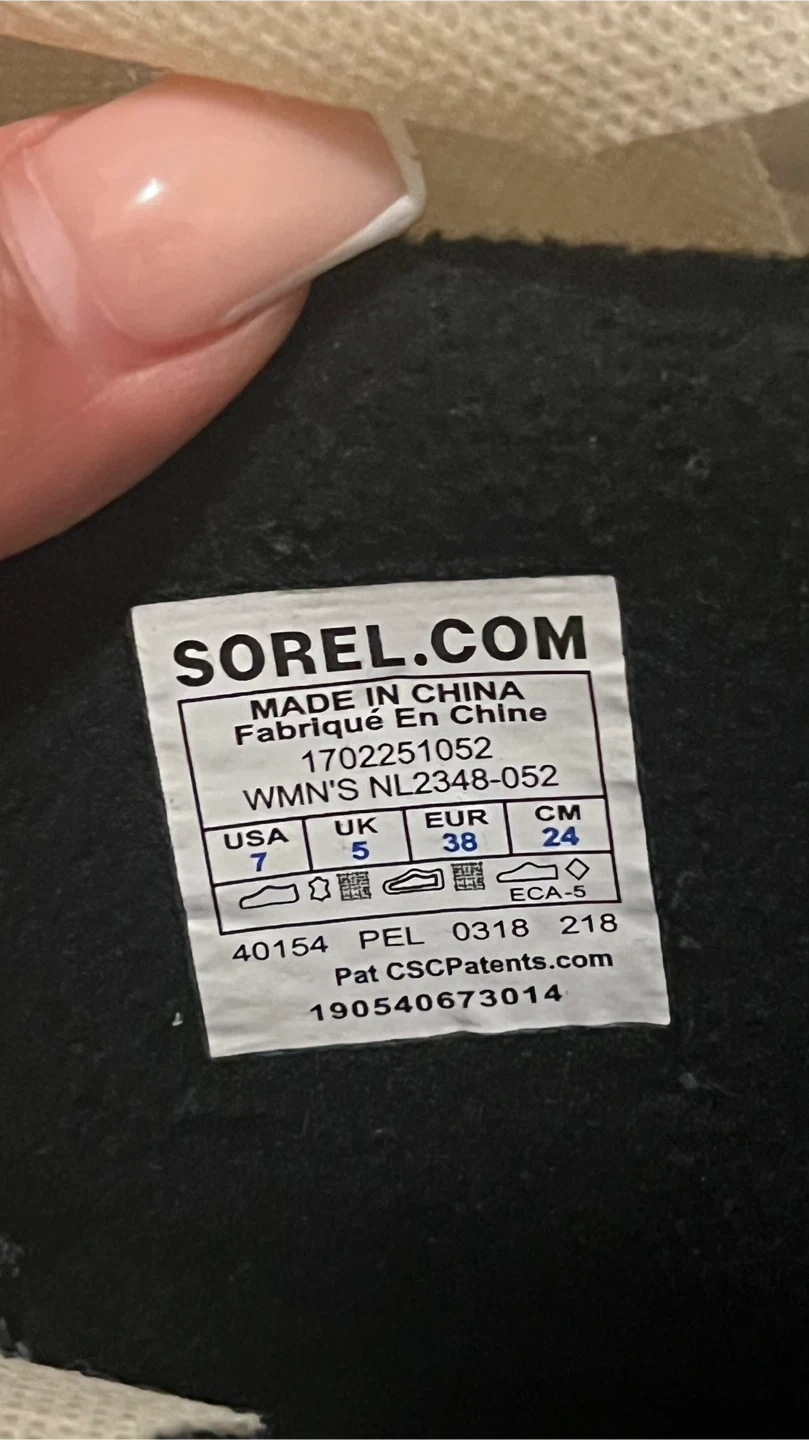 SOREL.COM
MADE IN CHINA
Fabriqué En Chine
1702251052
WMN'S NL2348-052
USA UK EUR CM
7 5 38 24
ECA-5
40154 PEL 0318 218
Pat CSCPatents.com
190540673014